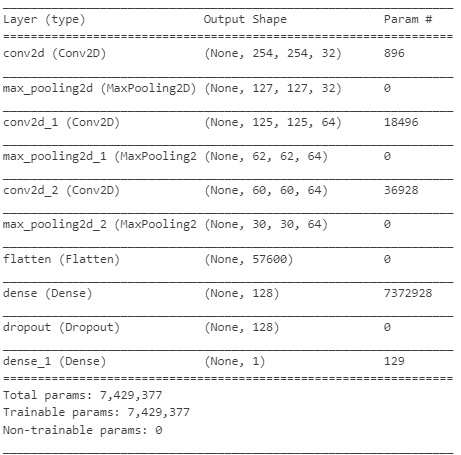 Layer (type) Output Shape Param #
conv2d (Conv2D) (None, 254, 254, 32) 896
max_pooling2d (MaxPooling2D) (None, 127, 127, 32) 0
conv2d_1 (Conv2D) (None, 125, 125, 64) 18496
max_pooling2d_1 (MaxPooling2 (None, 62, 62, 64) 0
conv2d_2 (Conv2D) (None, 60, 60, 64) 36928
max_pooling2d_2 (MaxPooling2 (None, 30, 30, 64) 0
flatten (Flatten) (None, 57600) 0
dense (Dense) (None, 128) 7372928
dropout (Dropout) (None, 128) 0
dense_1 (Dense) (None, 1) 129
Total params: 7,429,377
Trainable params: 7,429,377
Non-trainable params: 0